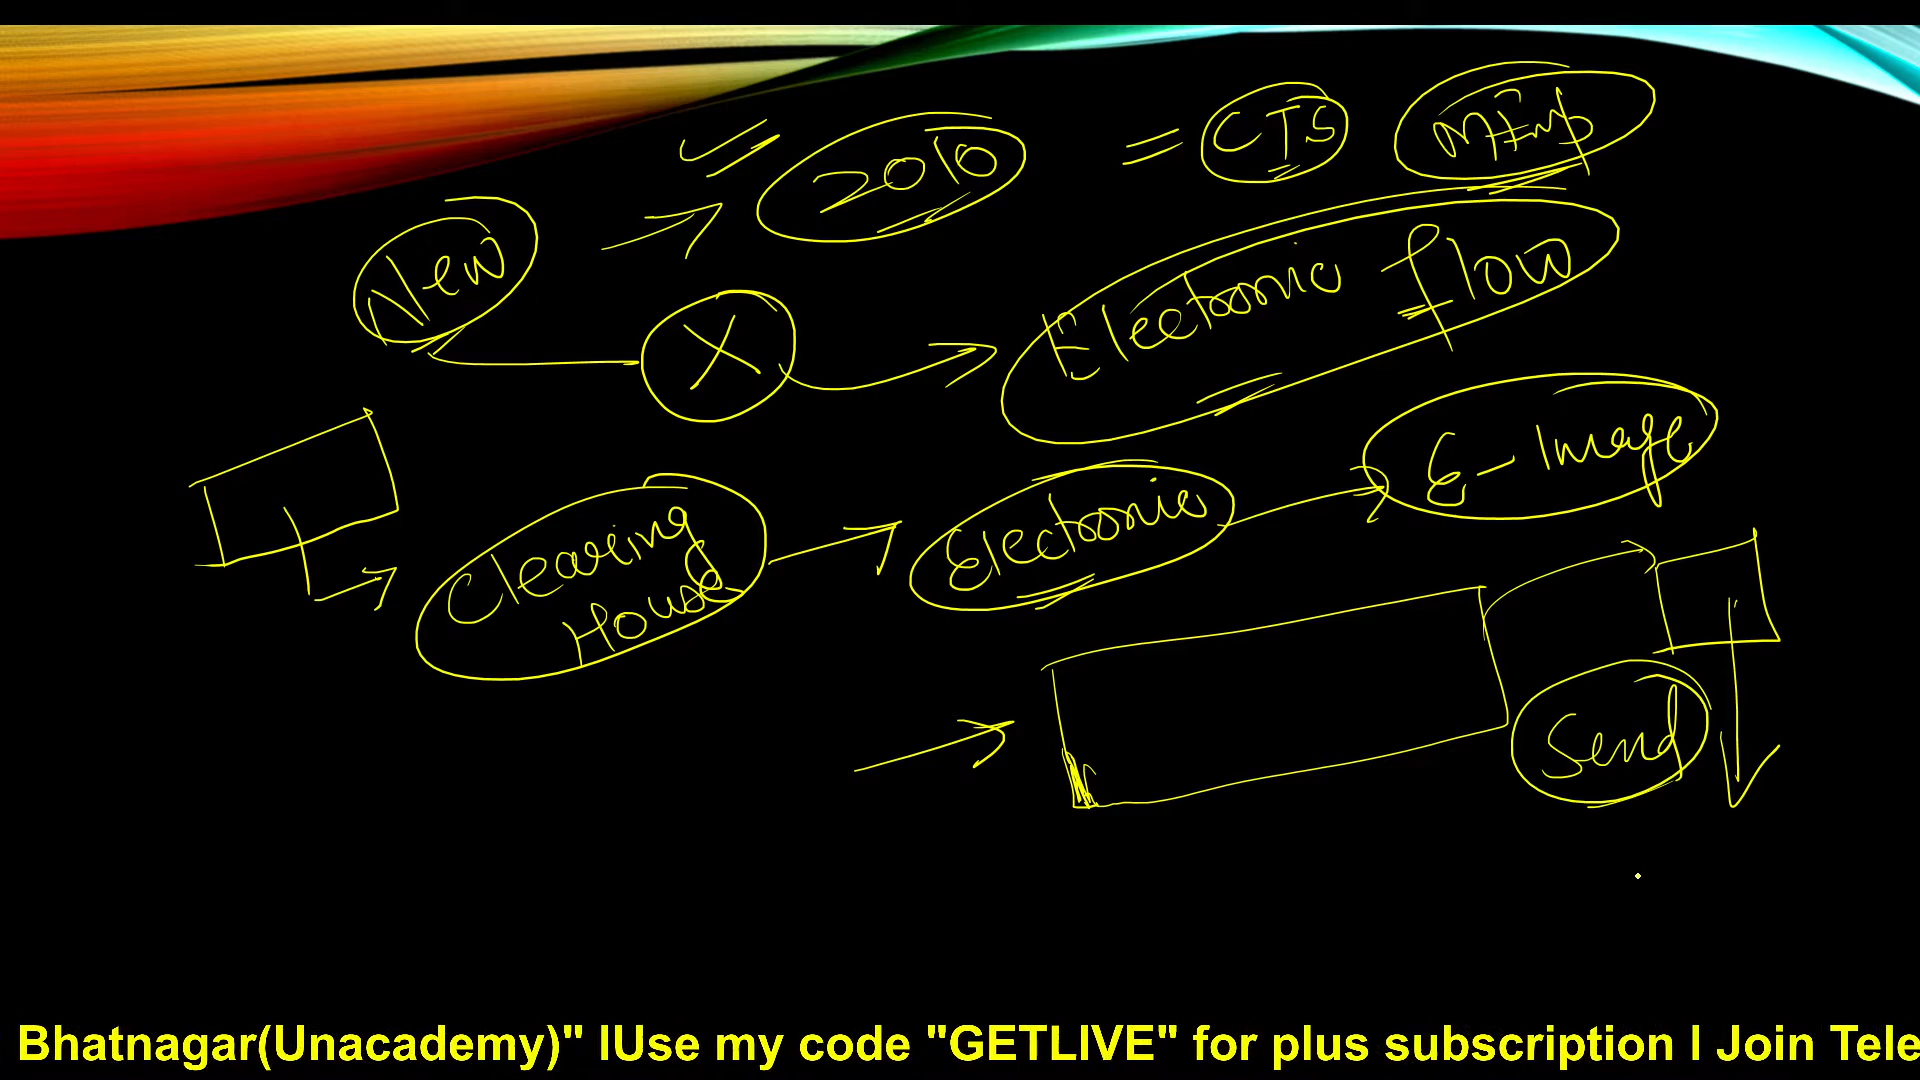 2010 = CTS M Imp
New
X Electronic flow
E-Image
Clearing Electronic
House
Send
Bhatnagar(Unacademy)" lUse my code "GETLIVE" for plus subscription l Join Tele